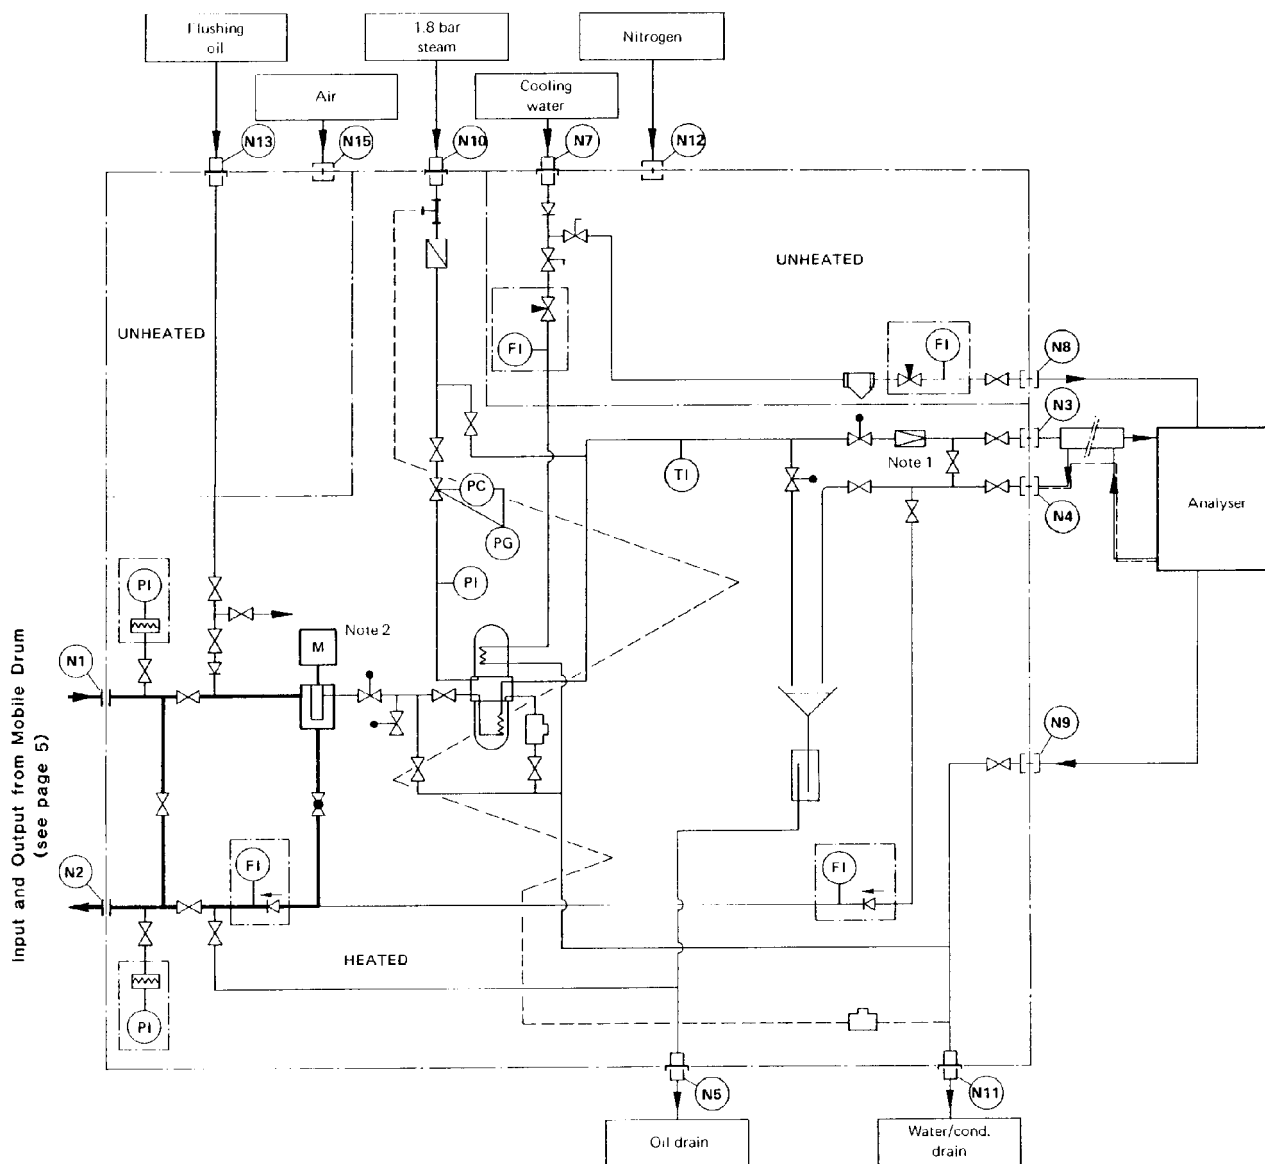 Flushing
oil
1.8 bar
steam
Nitrogen
Air
Cooling
water
N13
N15
N10
N7
N12
UNHEATED
UNHEATED
FI
FI
N8
N3
Note 1
TI
PC
PG
N4
Analyser
PI
PI
Note 2
M
N1
Input and Output from Mobile Drum
(see page 5)
N9
N2
FI
FI
HEATED
PI
N5
N11
Oil drain
Water/cond.
drain